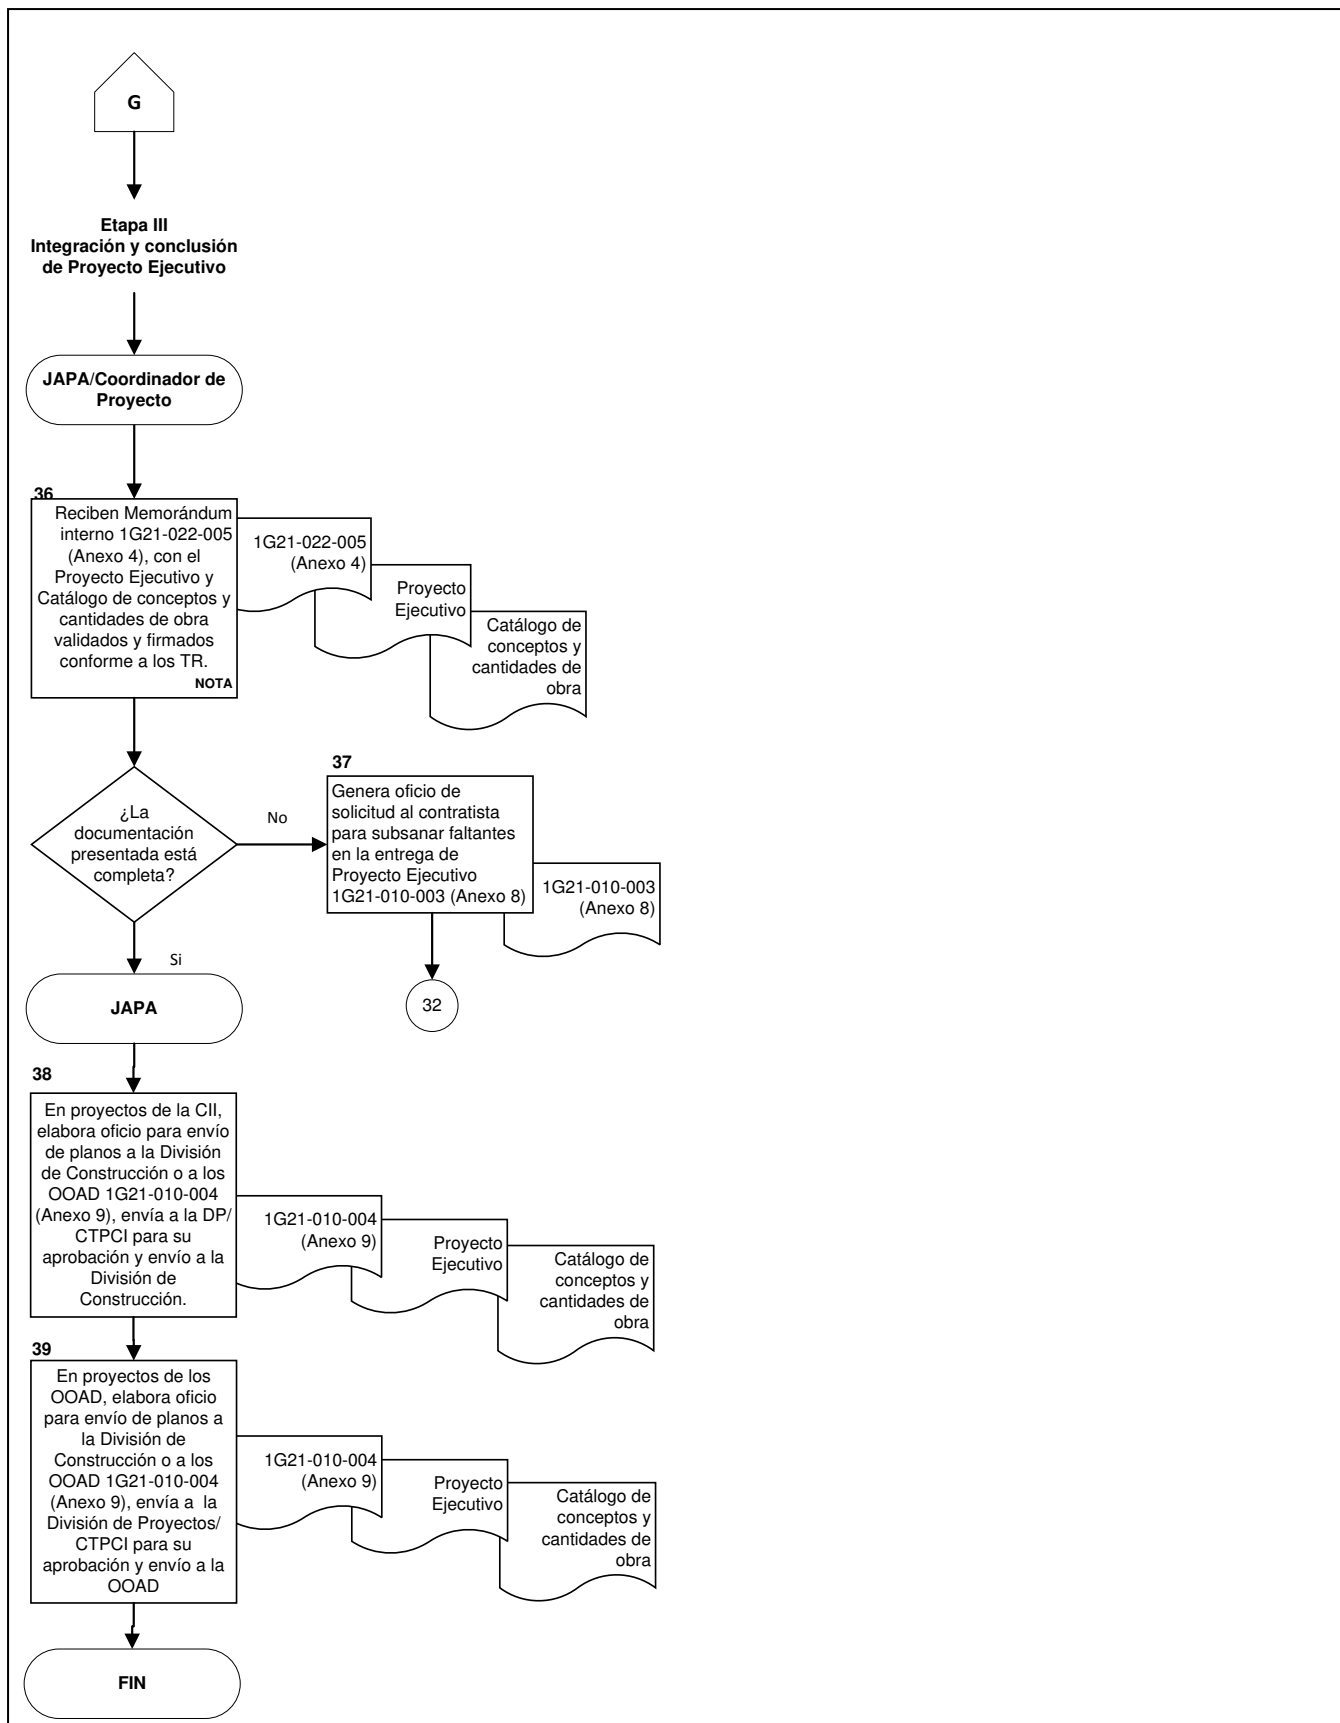 G
Etapa III
Integración y conclusión
de Proyecto Ejecutivo
JAPA/Coordinador de
Proyecto
36
Reciben Memorándum
interno 1G21-022-005
(Anexo 4), con el
Proyecto Ejecutivo y
Catálogo de conceptos y
cantidades de obra
validados y firmados
conforme a los TR.
NOTA
1G21-022-005
(Anexo 4)
Proyecto
Ejecutivo
Catálogo de
conceptos y
cantidades de
obra
¿La
documentación
presentada está
completa?
No
37
Genera oficio de
solicitud al contratista
para subsanar faltantes
en la entrega de
Proyecto Ejecutivo
1G21-010-003 (Anexo 8)
1G21-010-003
(Anexo 8)
32
Si
JAPA
38
En proyectos de la CII,
elabora oficio para envío
de planos a la División
de Construcción o a los
OOAD 1G21-010-004
(Anexo 9), envía a la DP/
CTPCI para su
aprobación y envío a la
División de
Construcción.
1G21-010-004
(Anexo 9)
Proyecto
Ejecutivo
Catálogo de
conceptos y
cantidades de
obra
39
En proyectos de los
OOAD, elabora oficio
para envío de planos a
la División de
Construcción o a los
OOAD 1G21-010-004
(Anexo 9), envía a  la
División de Proyectos/
CTPCI para su
aprobación y envío a la
OOAD
1G21-010-004
(Anexo 9)
Proyecto
Ejecutivo
Catálogo de
conceptos y
cantidades de
obra
FIN